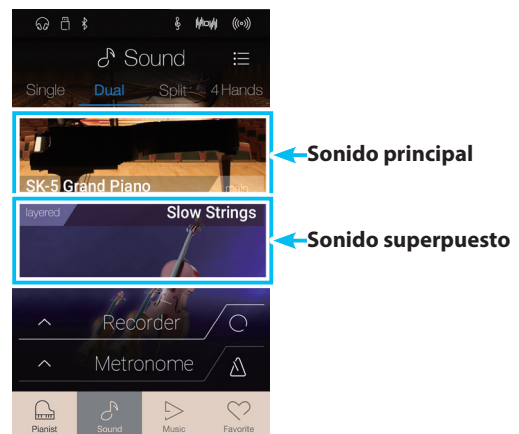 Sound
Single Dual Split 4 Hands
SK-5 Grand Piano main
Sonido principal
layered Slow Strings
Sonido superpuesto
Recorder
Metronome
Pianist Sound Music Favorite